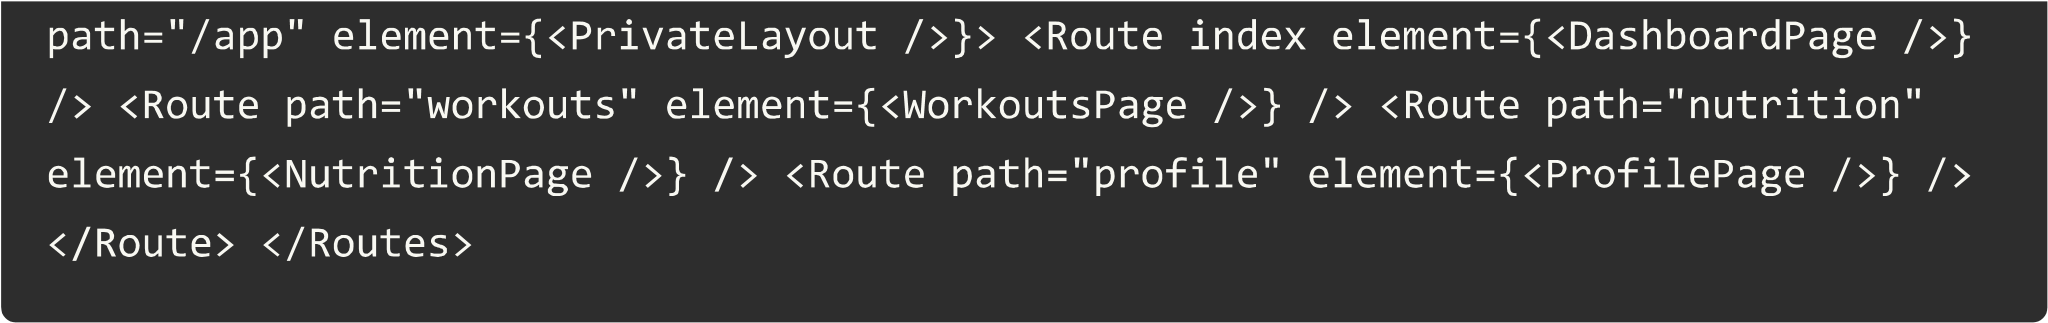 path="/app" element={<PrivateLayout />}> <Route index element={<DashboardPage />}
/> <Route path="workouts" element={<WorkoutsPage />} /> <Route path="nutrition"
element={<NutritionPage />} /> <Route path="profile" element={<ProfilePage />} />
</Route> </Routes>